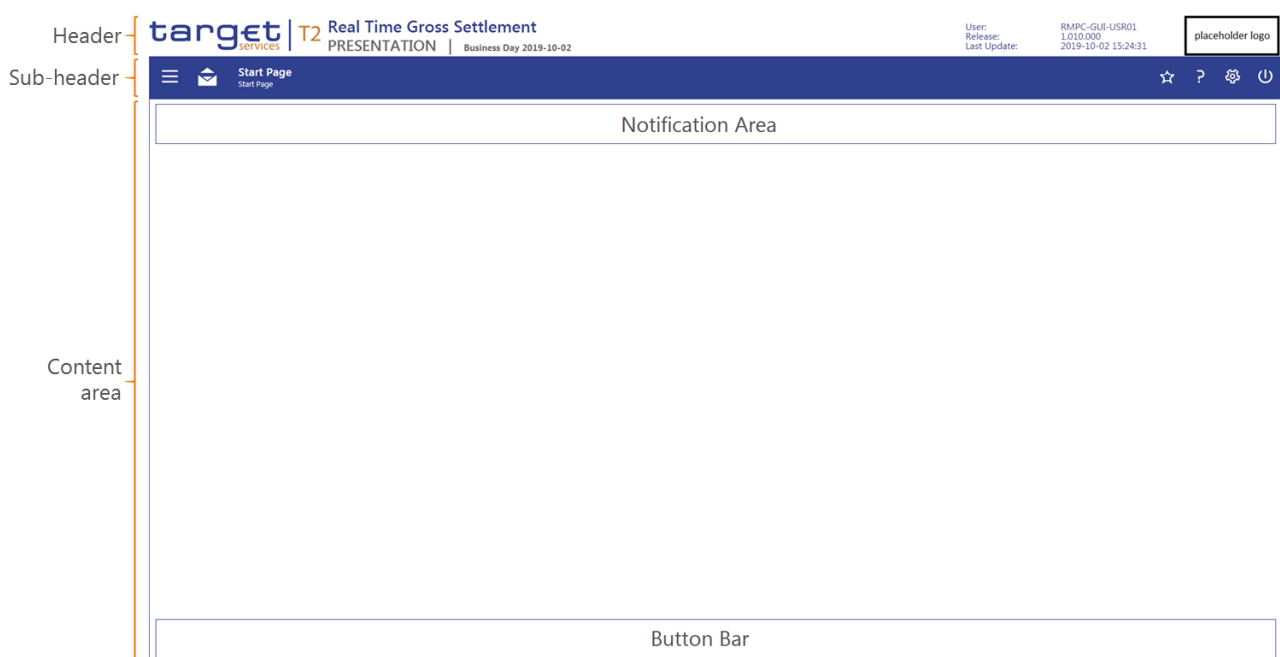 Header
target services | T2 Real Time Gross Settlement
PRESENTATION | Business Day 2019-10-02
User: RMPC-GUI-USR01
Release: 1.010.000
Last Update: 2019-10-02 15:24:31
placeholder logo
Sub-header
Start Page
Start Page
?
Notification Area
Content
area
Button Bar